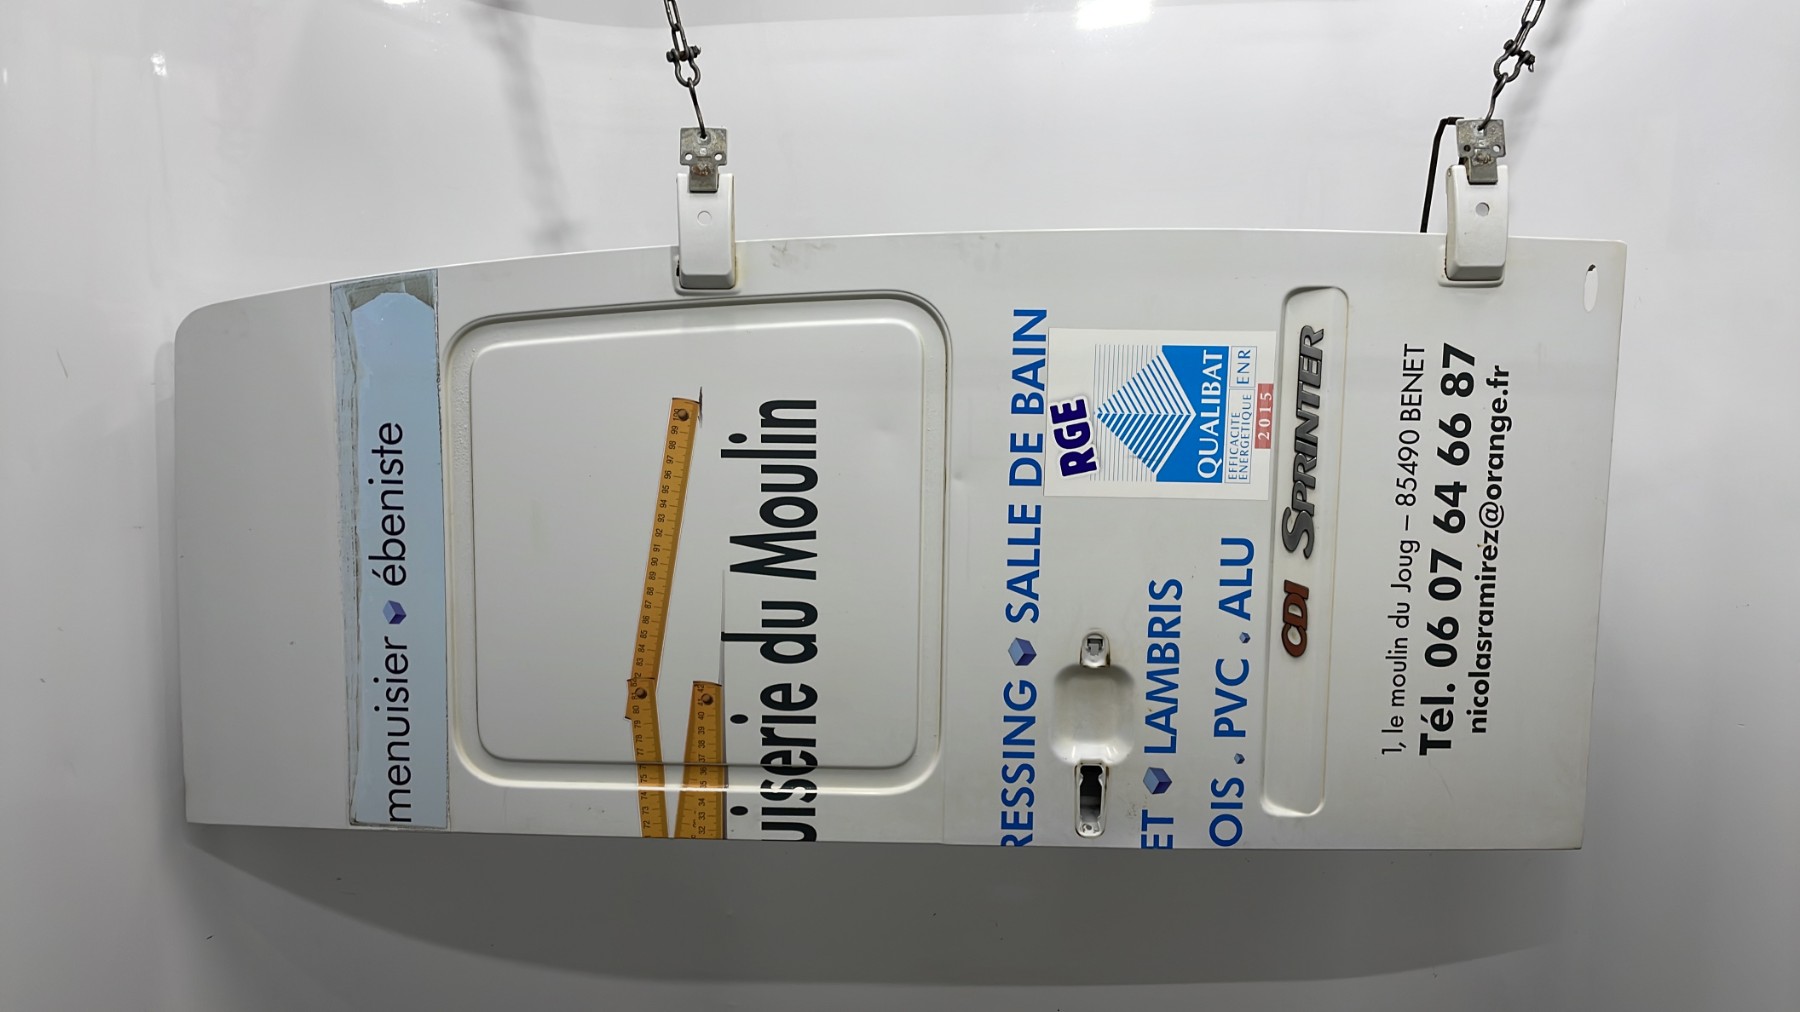 menuisier ébeniste
uiserie du Moulin
RESSING SALLE DE BAIN
RGE
QUALIBAT
EFFICACITE
ENERGETIQUE
ENR
2015
ET LAMBRIS
OIS . PVC . ALU
CDI SPRINTER
1, le moulin du Joug – 85490 BENET
Tél. 06 07 64 66 87
nicolasramirez@orange.fr